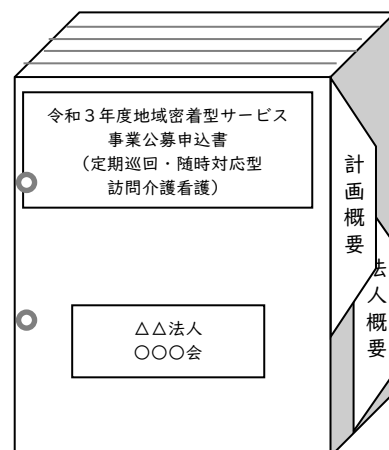 令和３年度地域密着型サービス
事業公募申込書
（定期巡回・随時対応型
訪問介護看護）
計画概要
法人概要
△△法人
○○○会